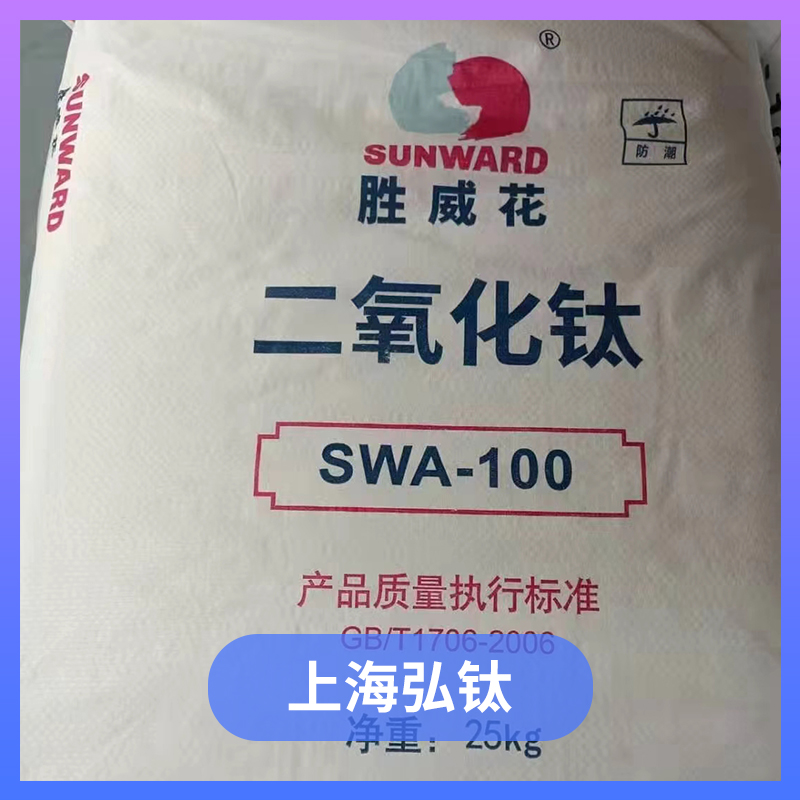 ®
SUNWARD
胜威花
SUNWARD
防潮
二氧化钛
SWA-100
产品质量执行标准
GB/T1706-2006
上海弘钛
净重：25kg